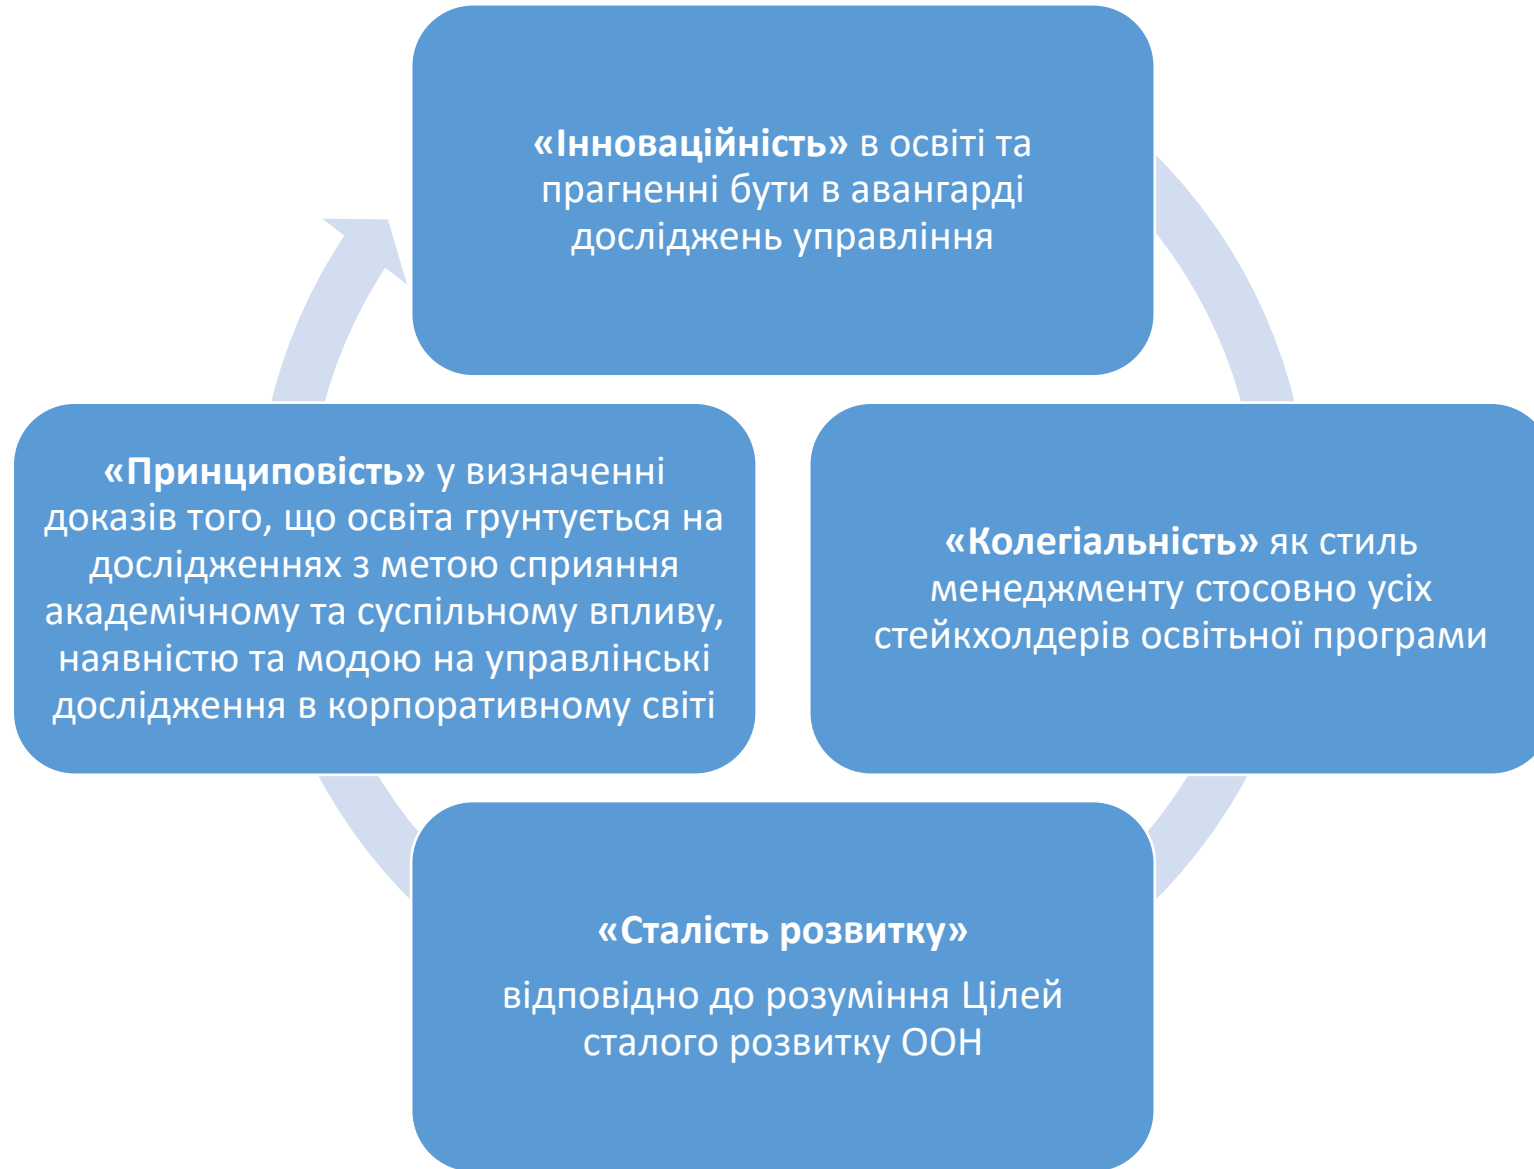 «Інноваційність» в освіті та
прагненні бути в авангарді
досліджень управління
«Колегіальність» як стиль
менеджменту стосовно усіх
стейкхолдерів освітньої програми
«Сталість розвитку»
відповідно до розуміння Цілей
сталого розвитку ООН
«Принциповість» у визначенні
доказів того, що освіта грунтується на
дослідженнях з метою сприяння
академічному та суспільному впливу,
наявністю та модою на управлінські
дослідження в корпоративному світі